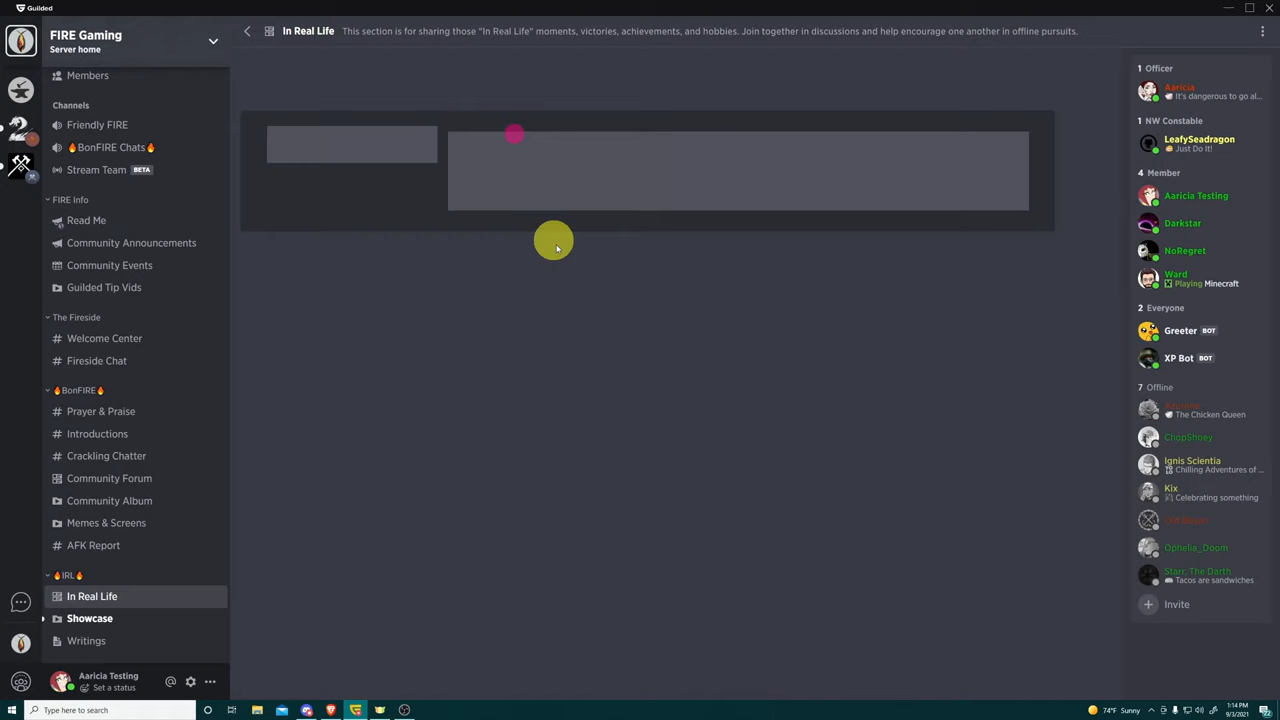 Guilded
FIRE Gaming
Server home
In Real Life
This section is for sharing those "In Real Life" moments, victories, achievements, and hobbies. Join together in discussions and help encourage one another in offline pursuits.
Members
Channels
Friendly FIRE
🔥BonFIRE Chats🔥
Stream Team BETA
FIRE Info
Read Me
Community Announcements
Community Events
Guilded Tip Vids
The Fireside
# Welcome Center
# Fireside Chat
🔥BonFIRE🔥
# Prayer & Praise
# Introductions
# Crackling Chatter
Community Forum
Community Album
Memes & Screens
AFK Report
🔥IRL🔥
In Real Life
Showcase
Writings
Aaricia Testing
Set a status
1 Officer
Aaricia
It's dangerous to go al...
1 NW Constable
LeafySeadragon
Just Do It!
4 Member
Aaricia Testing
Darkstar
NoRegret
Ward
Playing Minecraft
2 Everyone
Greeter BOT
XP Bot BOT
7 Offline
The Chicken Queen
ChopShoey
Ignis Scientia
Chilling Adventures of ...
Kix
Celebrating something
Ophelia_Doom
Starr, The Darth
Tacos are sandwiches
+ Invite
Type here to search
74°F Sunny
1:14 PM
9/3/2021